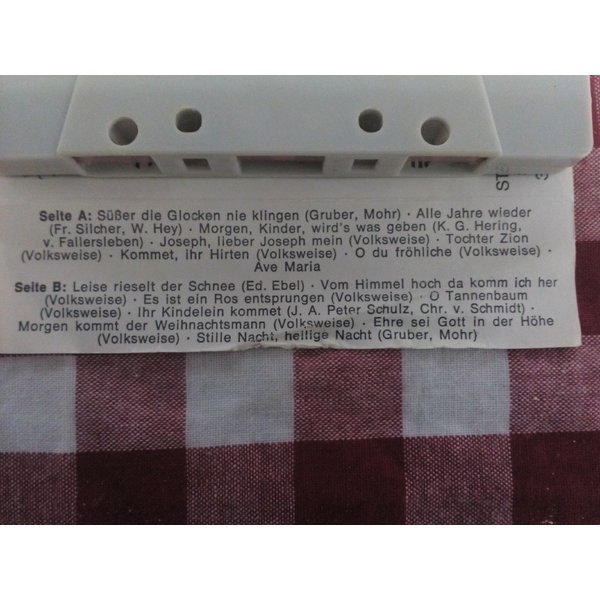 Seite A: Süßer die Glocken nie klingen (Gruber, Mohr) · Alle Jahre wieder
(Fr. Silcher, W. Hey) · Morgen, Kinder, wird's was geben (K. G. Hering,
v. Fallersleben) · Joseph, lieber Joseph mein (Volksweise) · Tochter Zion
(Volksweise) · Kommet, ihr Hirten (Volksweise) · O du fröhliche (Volksweise) ·
Ave Maria
Seite B: Leise rieselt der Schnee (Ed. Ebel) · Vom Himmel hoch da komm ich her
(Volksweise) · Es ist ein Ros entsprungen (Volksweise) · O Tannenbaum
(Volksweise) · Ihr Kindelein kommet (J. A. Peter Schulz, Chr. v. Schmidt) ·
Morgen kommt der Weihnachtsmann (Volksweise) · Ehre sei Gott in der Höhe
(Volksweise) · Stille Nacht, heilige Nacht (Gruber, Mohr)